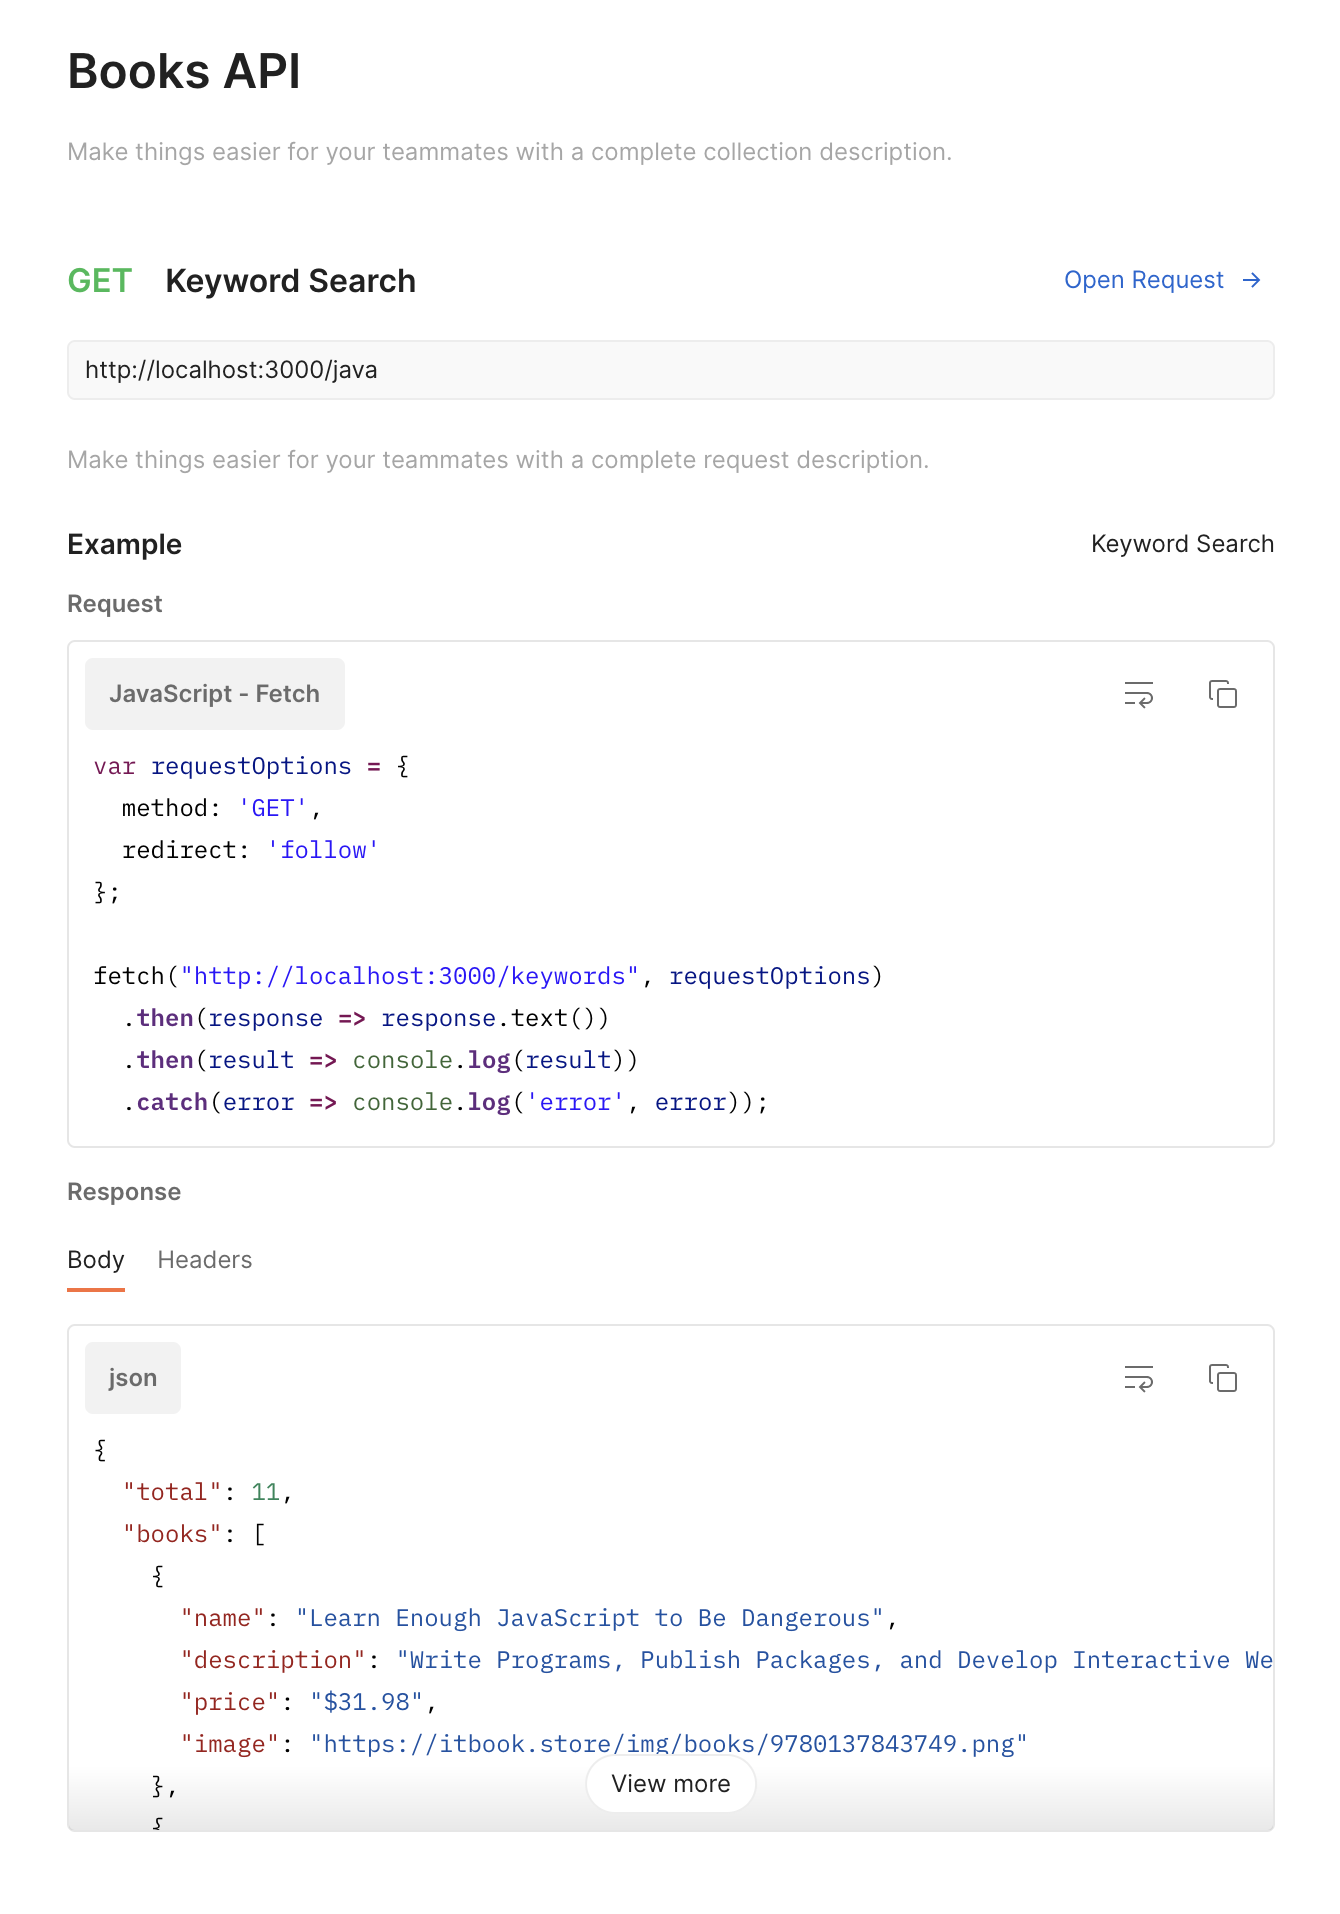 Books API
Make things easier for your teammates with a complete collection description.
GET Keyword Search Open Request →
http://localhost:3000/java
Make things easier for your teammates with a complete request description.
Example Keyword Search
Request
JavaScript - Fetch
var requestOptions = {
  method: 'GET',
  redirect: 'follow'
};
fetch("http://localhost:3000/keywords", requestOptions)
  .then(response => response.text())
  .then(result => console.log(result))
  .catch(error => console.log('error', error));
Response
Body Headers
json
{
  "total": 11,
  "books": [
    {
      "name": "Learn Enough JavaScript to Be Dangerous",
      "description": "Write Programs, Publish Packages, and Develop Interactive We
      "price": "$31.98",
      "image": "https://itbook.store/img/books/9780137843749.png"
    },
View more
    {